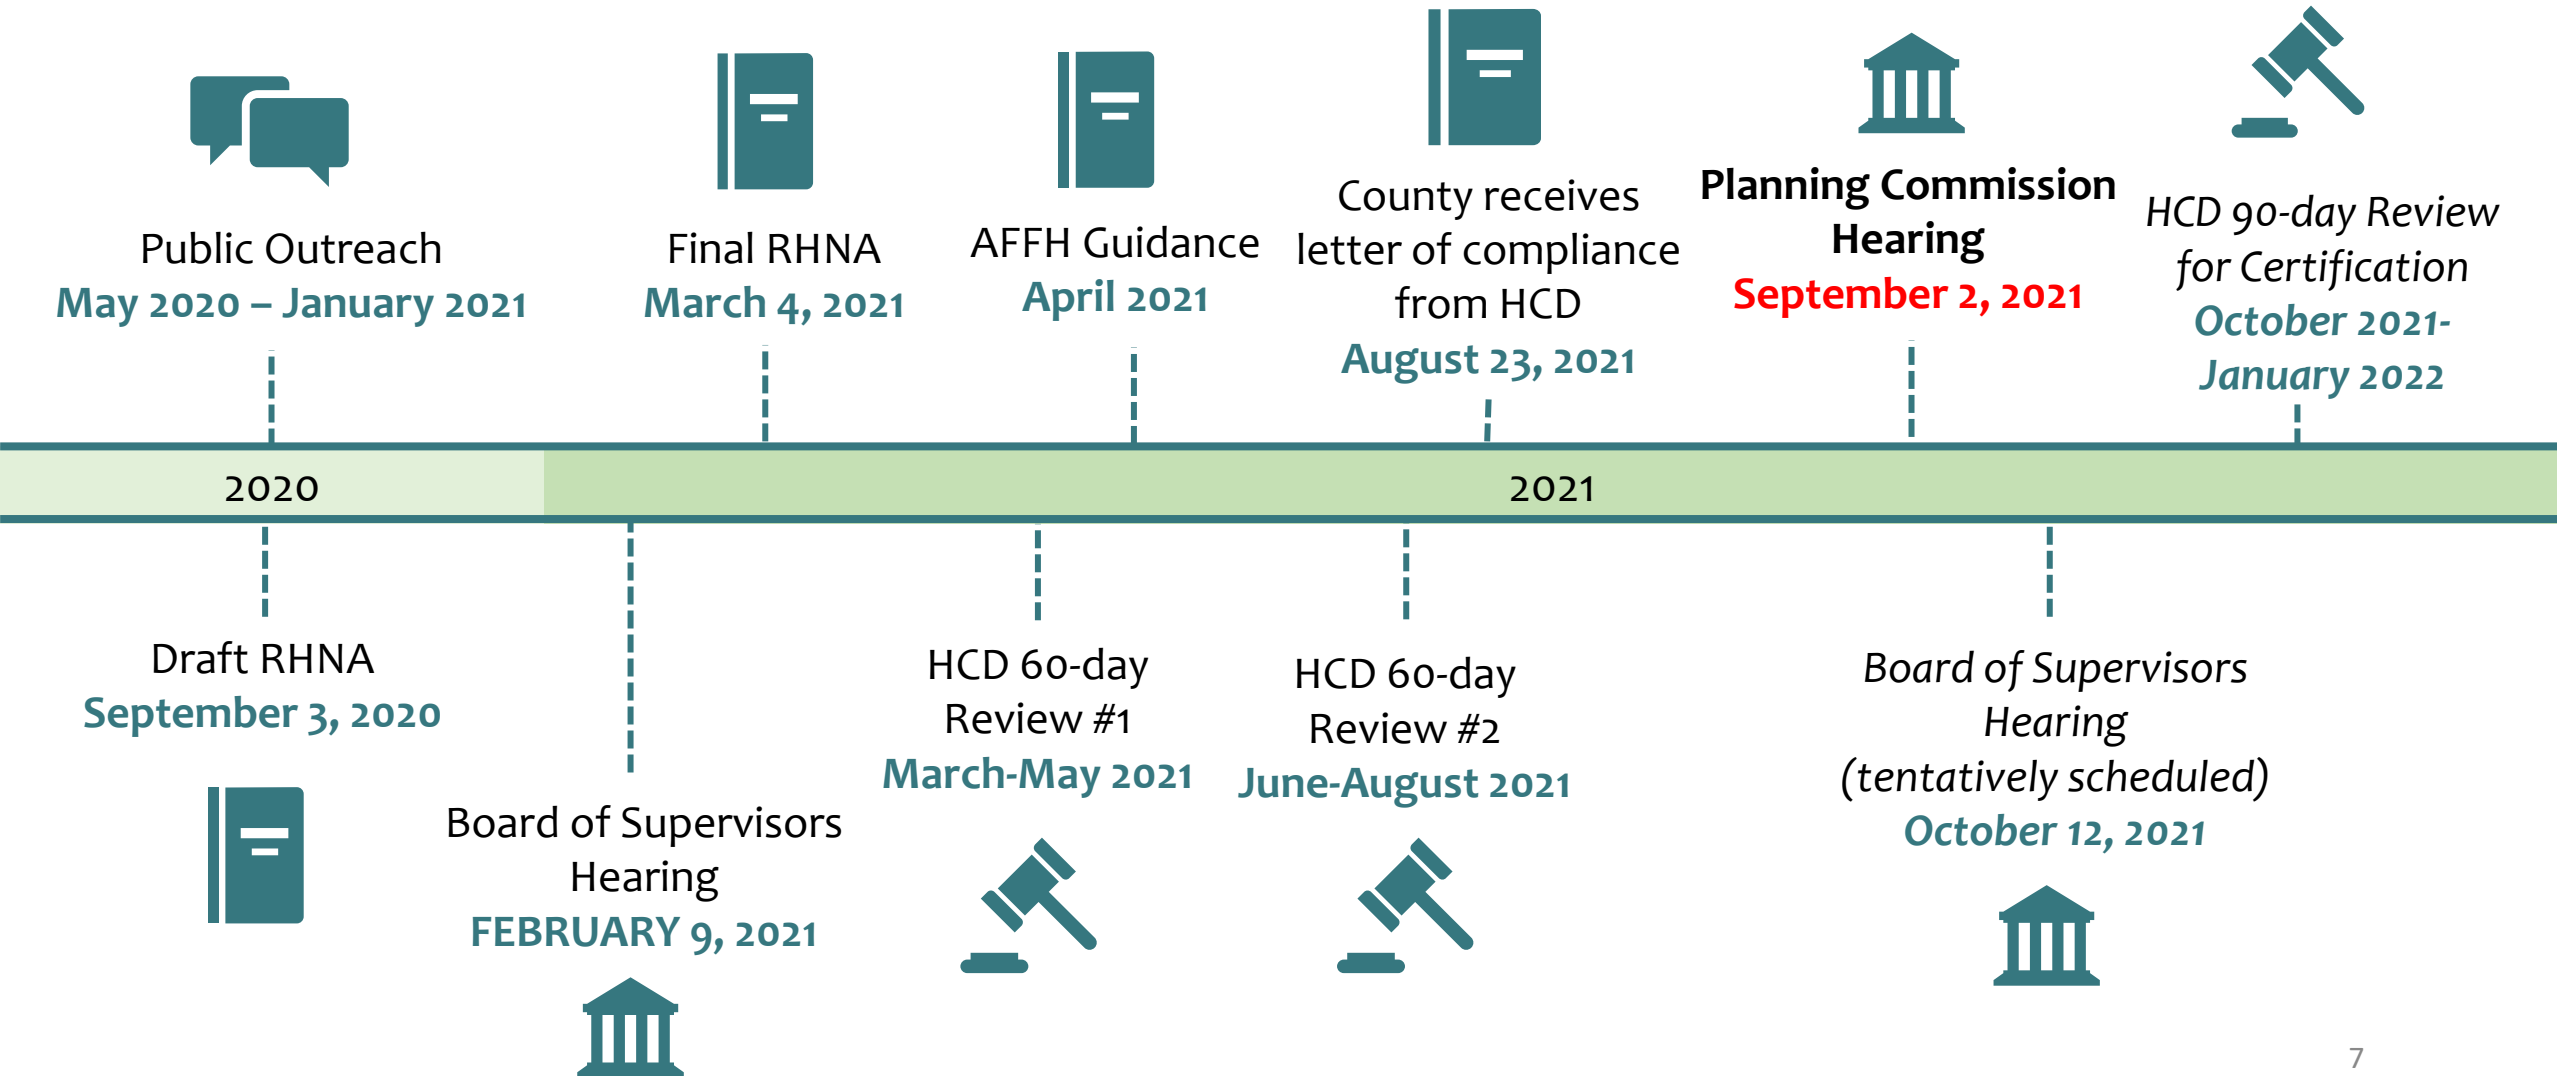 Public Outreach
May 2020 – January 2021
Final RHNA
March 4, 2021
AFFH Guidance
April 2021
County receives
letter of compliance
from HCD
August 23, 2021
Planning Commission
Hearing
September 2, 2021
HCD 90-day Review
for Certification
October 2021-
January 2022
2020
2021
Draft RHNA
September 3, 2020
Board of Supervisors
Hearing
FEBRUARY 9, 2021
HCD 60-day
Review #1
March-May 2021
HCD 60-day
Review #2
June-August 2021
Board of Supervisors
Hearing
(tentatively scheduled)
October 12, 2021
7